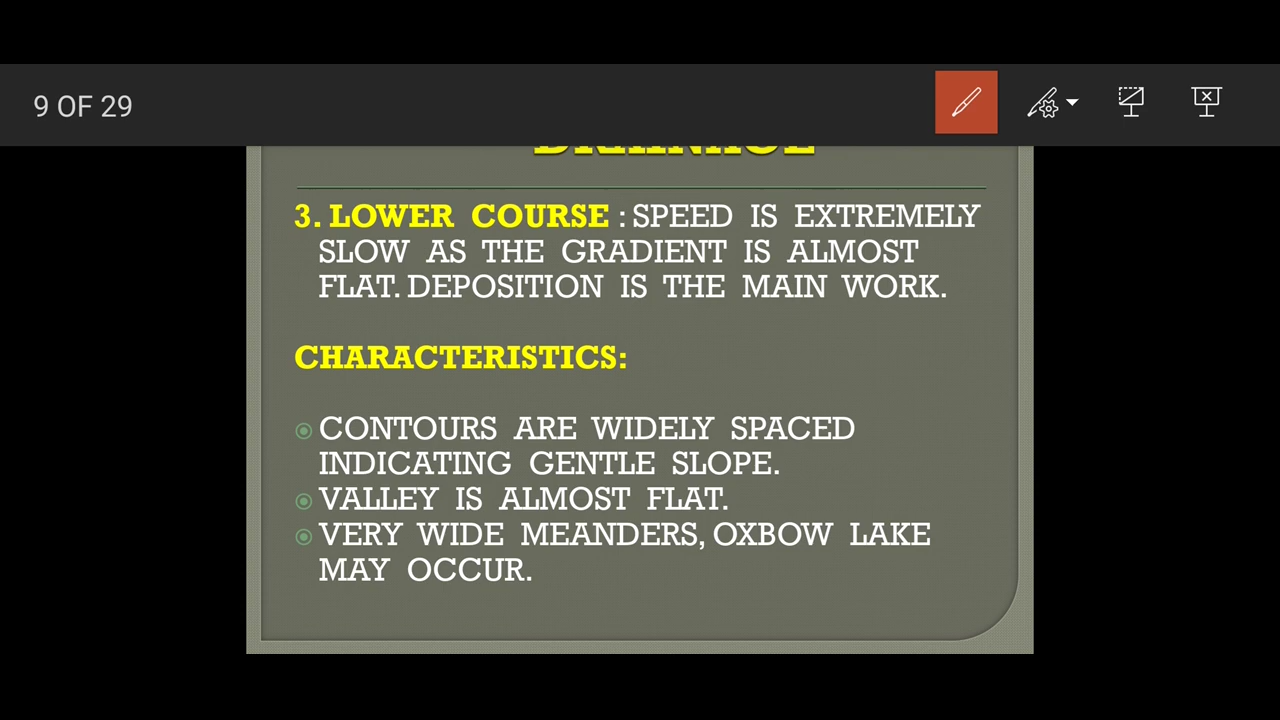 9 OF 29
DRAINAGE
3. LOWER COURSE : SPEED IS EXTREMELY
SLOW AS THE GRADIENT IS ALMOST
FLAT. DEPOSITION IS THE MAIN WORK.
CHARACTERISTICS:
CONTOURS ARE WIDELY SPACED
INDICATING GENTLE SLOPE.
VALLEY IS ALMOST FLAT.
VERY WIDE MEANDERS, OXBOW LAKE
MAY OCCUR.